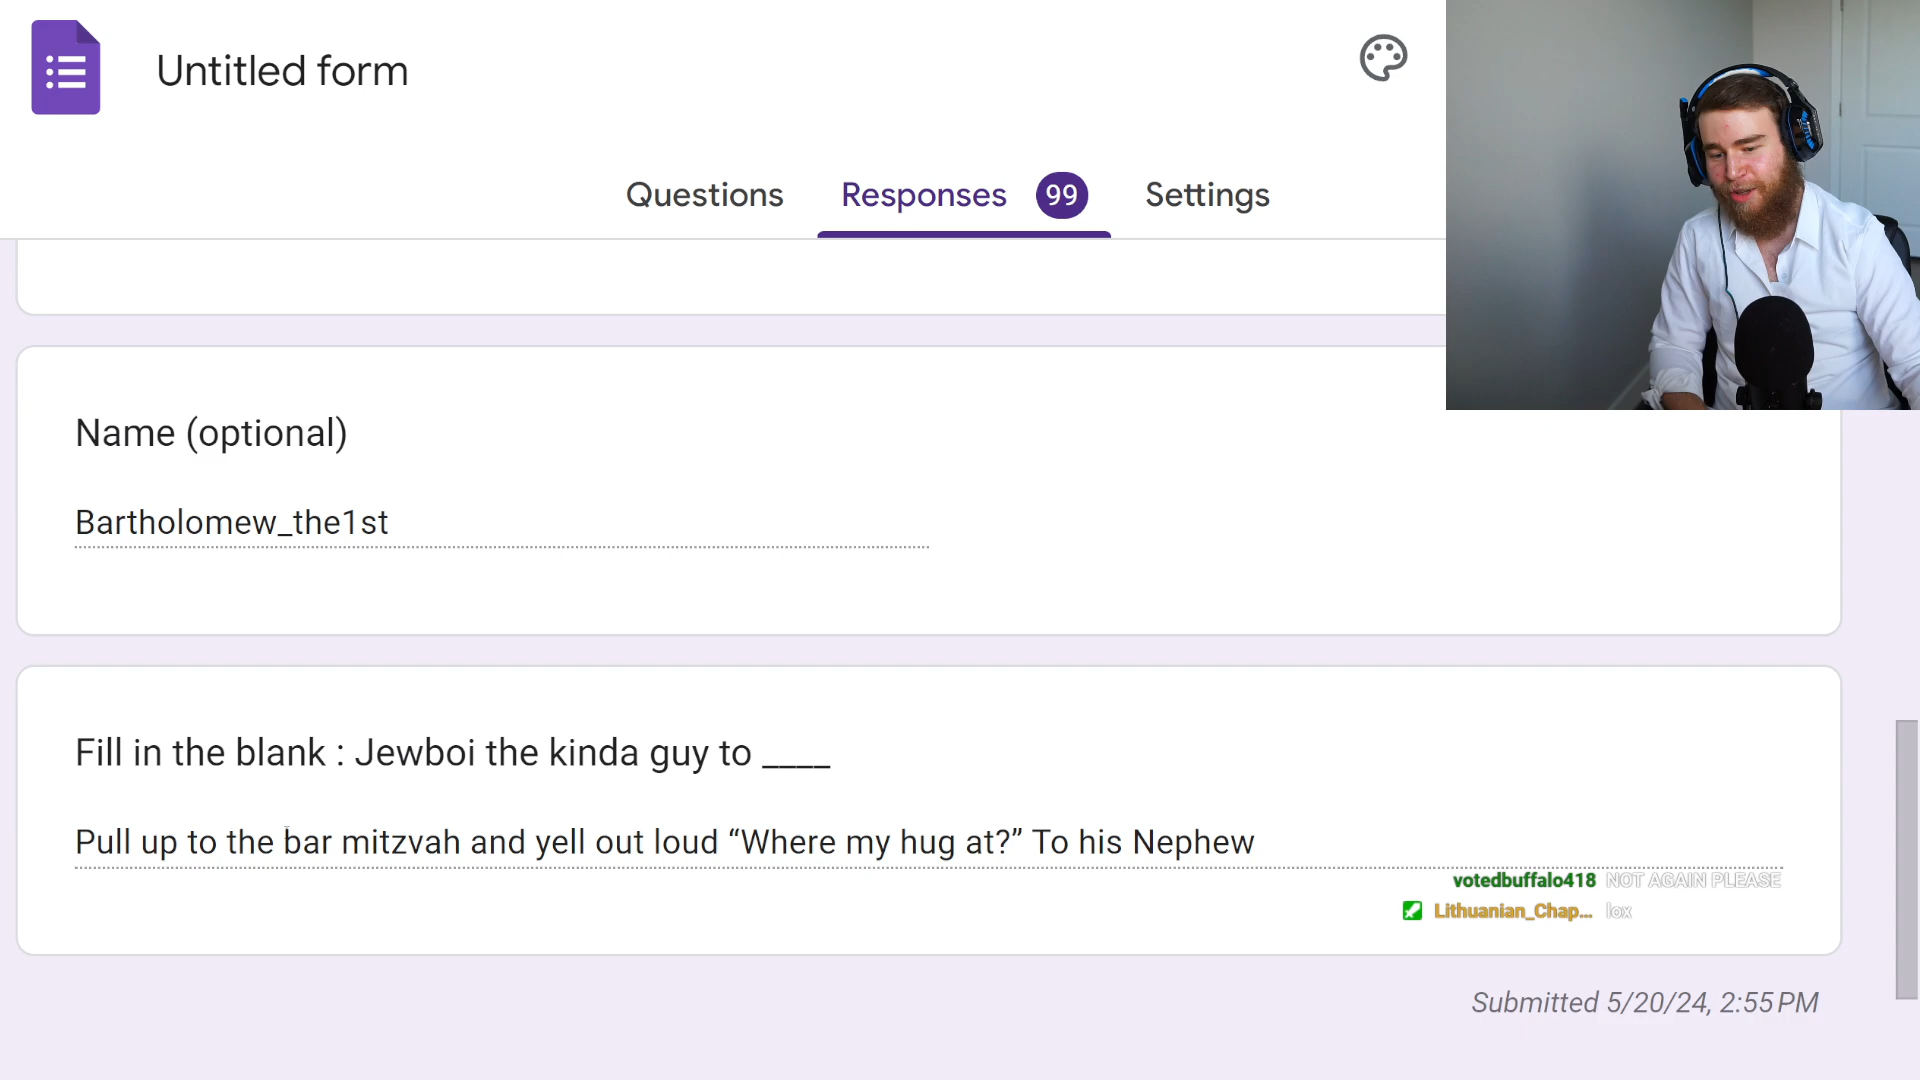 Untitled form
Questions
Responses 99
Settings
Name (optional)
Bartholomew_the1st
Fill in the blank : Jewboi the kinda guy to ____
Pull up to the bar mitzvah and yell out loud “Where my hug at?” To his Nephew
votedbuffalo418 NOT AGAIN PLEASE
Lithuanian_Chap... lox
Submitted 5/20/24, 2:55 PM